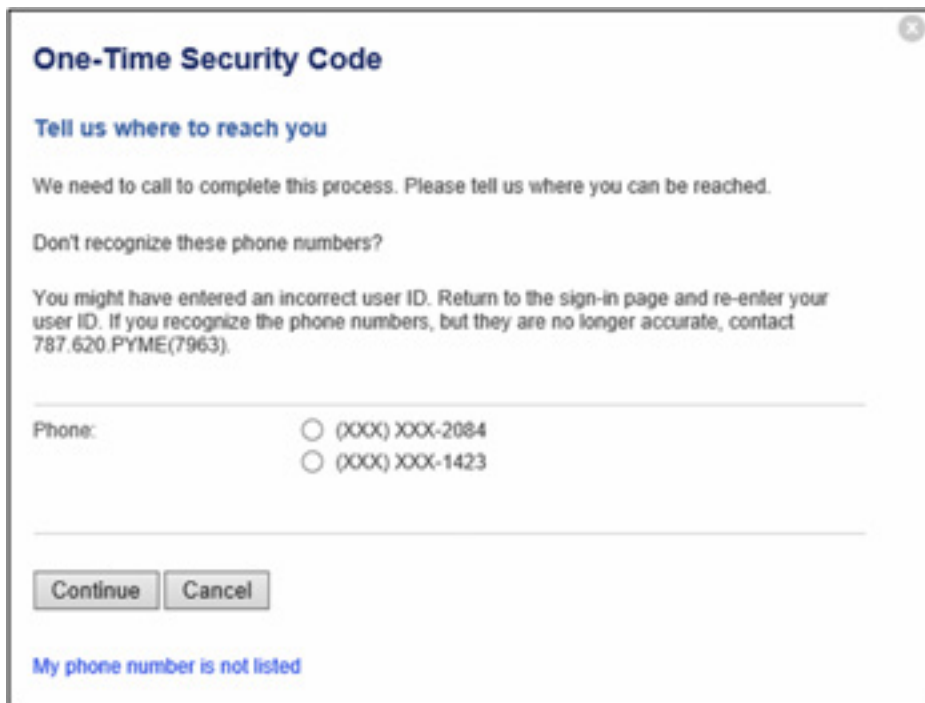 One-Time Security Code
Tell us where to reach you
We need to call to complete this process. Please tell us where you can be reached.
Don't recognize these phone numbers?
You might have entered an incorrect user ID. Return to the sign-in page and re-enter your
user ID. If you recognize the phone numbers, but they are no longer accurate, contact
787.620.PYME(7963).
Phone: (XXX) XXX-2084
(XXX) XXX-1423
Continue Cancel
My phone number is not listed